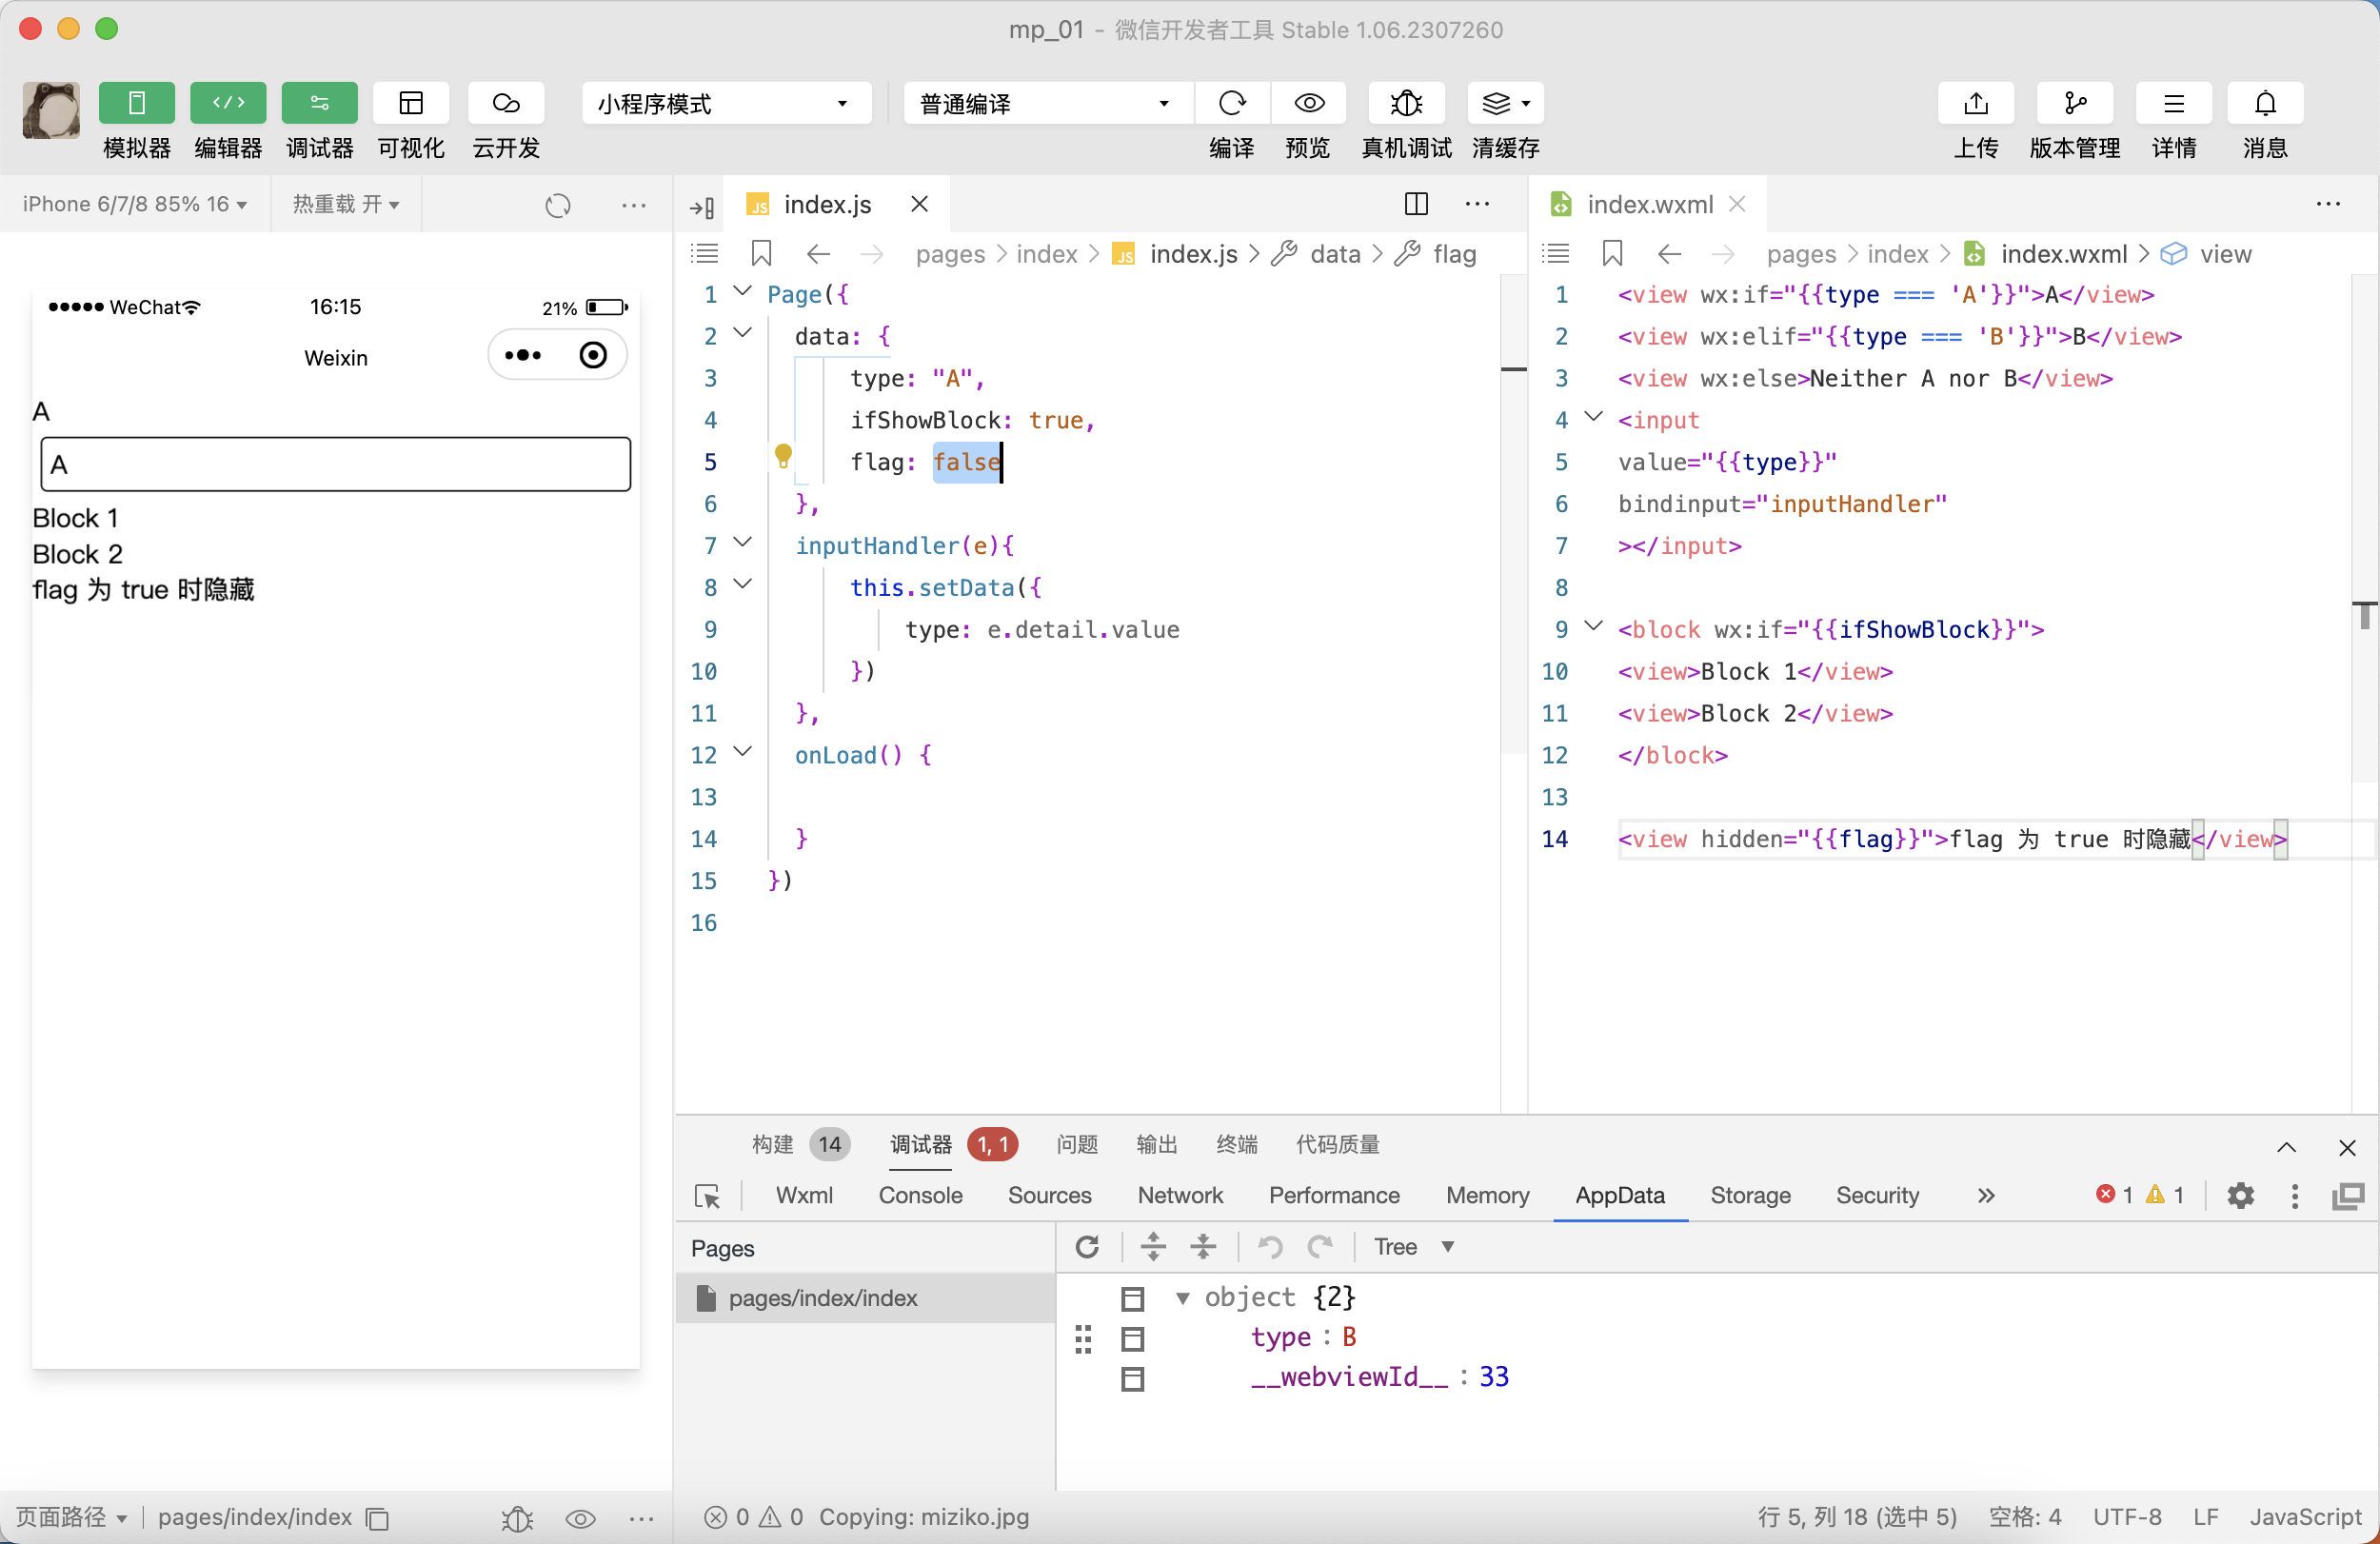 mp_01 - 微信开发者工具 Stable 1.06.2307260
模拟器 编辑器 调试器 可视化 云开发
小程序模式
普通编译
编译 预览 真机调试 清缓存
上传 版本管理 详情 消息
iPhone 6/7/8 85% 16
热重载 开
WeChat
16:15
21%
Weixin
A
A
Block 1
Block 2
flag 为 true 时隐藏
页面路径
pages/index/index
JS index.js
pages > index > JS index.js > data > flag
1 Page({
2 data: {
3 type: "A",
4 ifShowBlock: true,
5 flag: false
6 },
7 inputHandler(e){
8 this.setData({
9 type: e.detail.value
10 })
11 },
12 onLoad() {
13
14 }
15 })
16
index.wxml
pages > index > index.wxml > view
1 <view wx:if="{{type === 'A'}}">A</view>
2 <view wx:elif="{{type === 'B'}}">B</view>
3 <view wx:else>Neither A nor B</view>
4 <input
5 value="{{type}}"
6 bindinput="inputHandler"
7 ></input>
8
9 <block wx:if="{{ifShowBlock}}">
10 <view>Block 1</view>
11 <view>Block 2</view>
12 </block>
13
14 <view hidden="{{flag}}">flag 为 true 时隐藏</view>
构建 14 调试器 1, 1 问题 输出 终端 代码质量
Wxml Console Sources Network Performance Memory AppData Storage Security » 1 1
Pages
pages/index/index
Tree
object {2}
type : B
__webviewId__ : 33
0 0 Copying: miziko.jpg
行 5, 列 18 (选中 5) 空格: 4 UTF-8 LF JavaScript